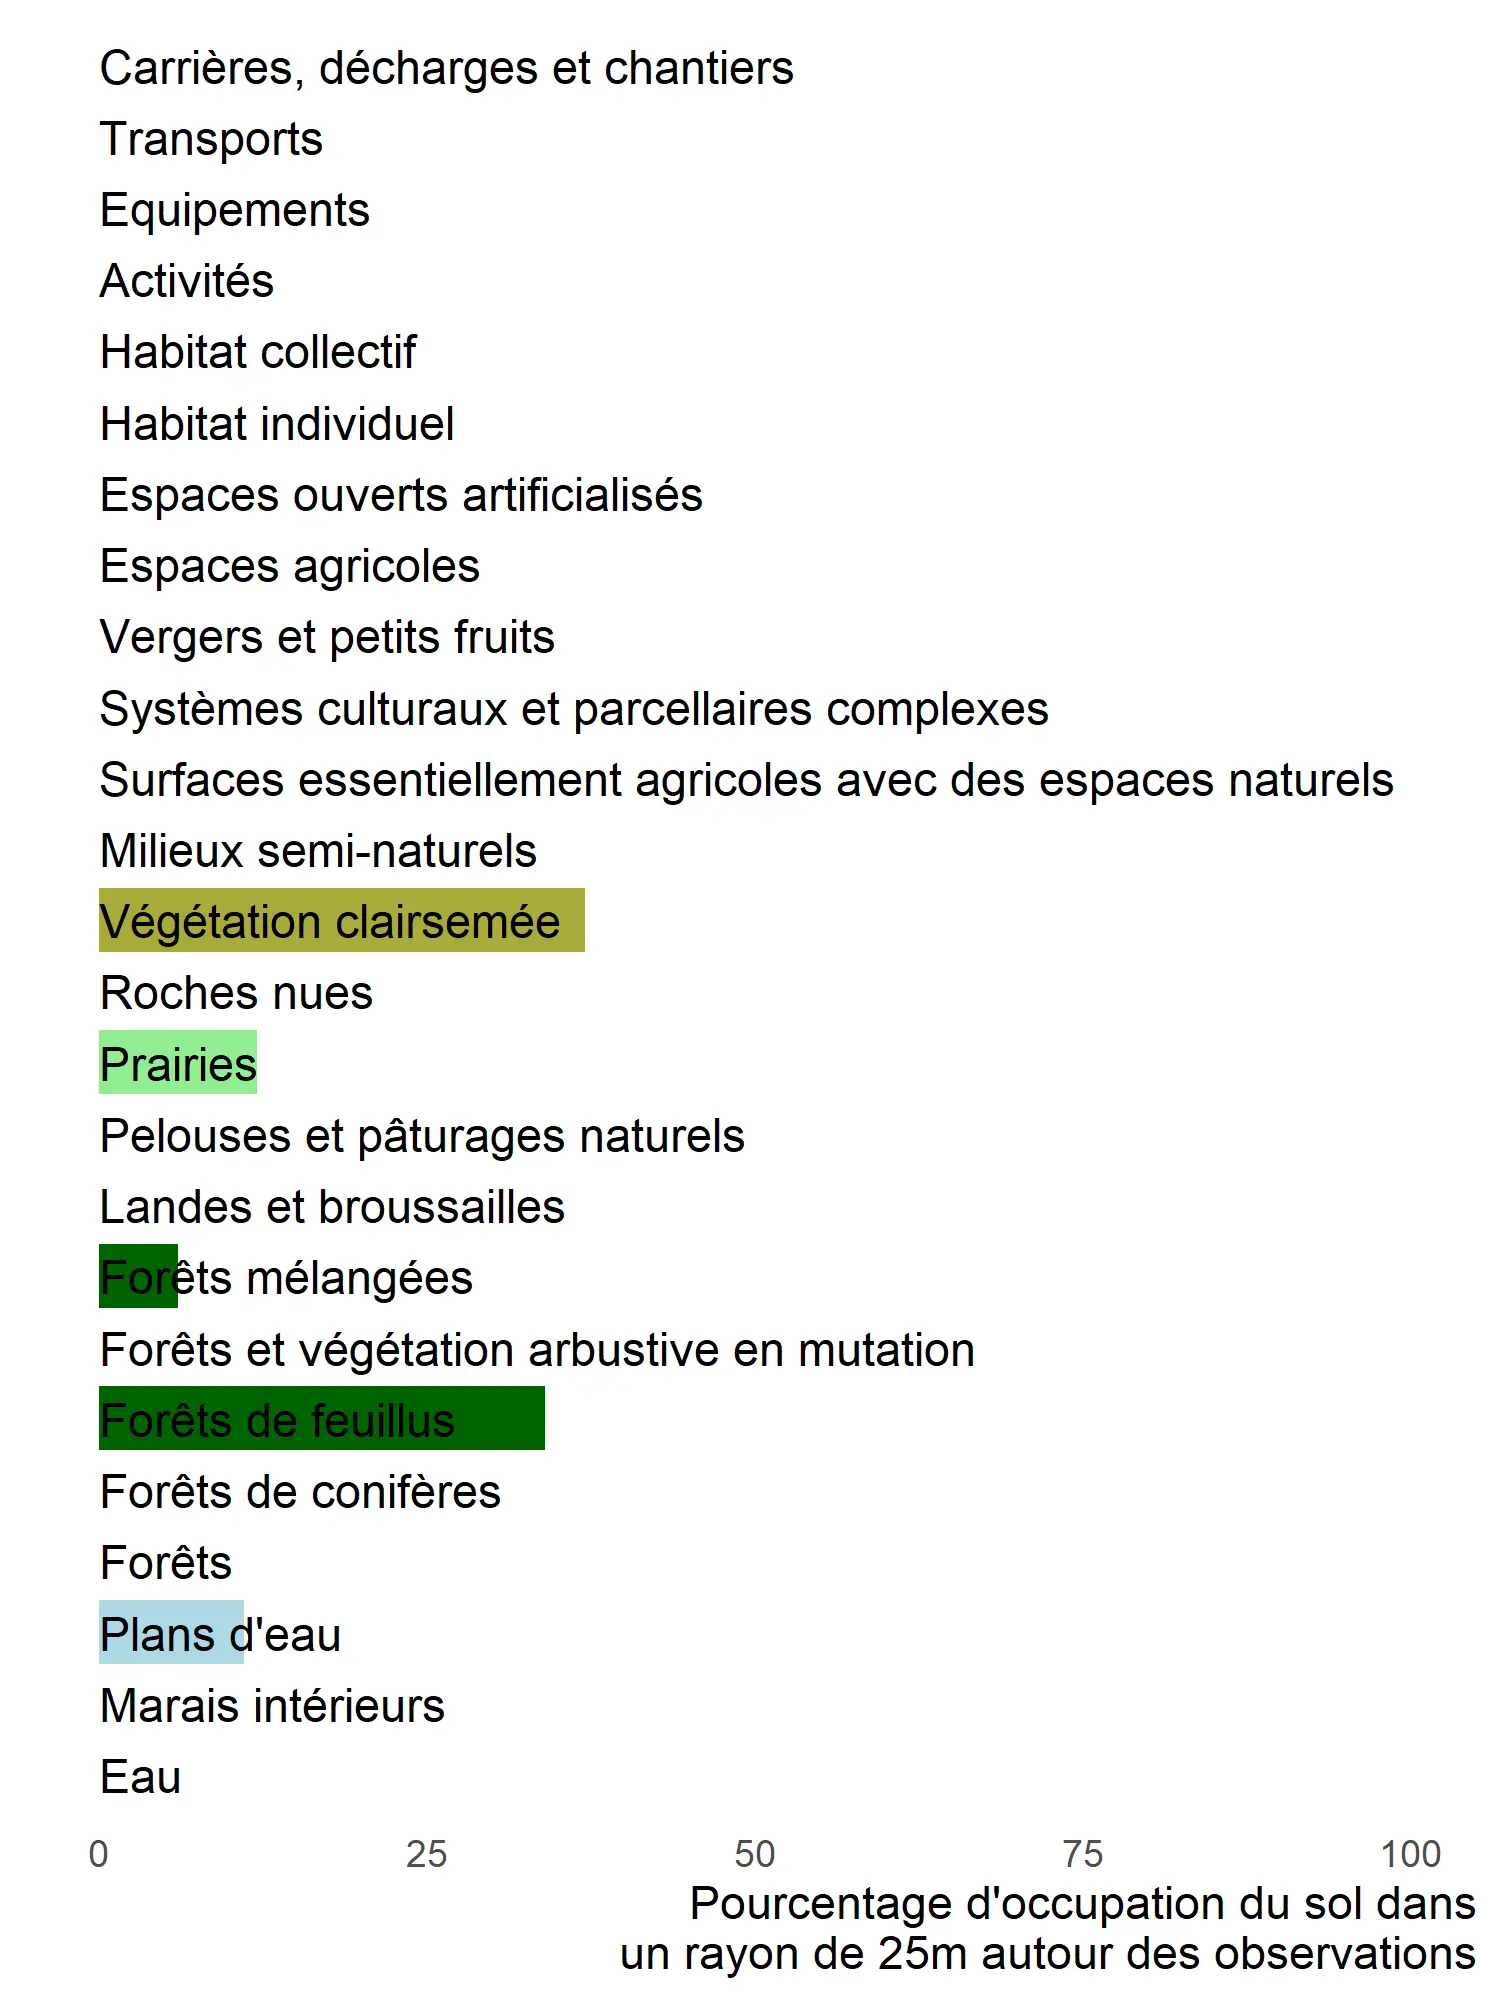 Carrières, décharges et chantiers
Transports
Equipements
Activités
Habitat collectif
Habitat individuel
Espaces ouverts artificialisés
Espaces agricoles
Vergers et petits fruits
Systèmes culturaux et parcellaires complexes
Surfaces essentiellement agricoles avec des espaces naturels
Milieux semi-naturels
Végétation clairsemée
Roches nues
Prairies
Pelouses et pâturages naturels
Landes et broussailles
Forêts mélangées
Forêts et végétation arbustive en mutation
Forêts de feuillus
Forêts de conifères
Forêts
Plans d'eau
Marais intérieurs
Eau
0 25 50 75 100
Pourcentage d'occupation du sol dans
un rayon de 25m autour des observations